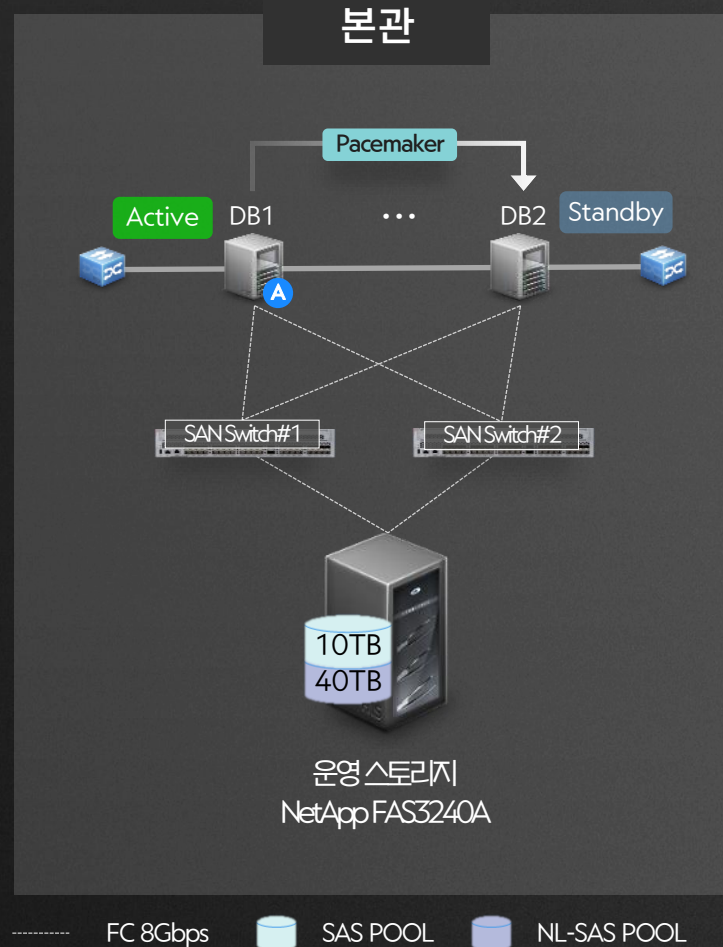 본관
Pacemaker
Active DB1 ... DB2 Standby
A
SAN Switch#1 SAN Switch#2
10TB
40TB
운영 스토리지
NetApp FAS3240A
FC 8Gbps SAS POOL NL-SAS POOL